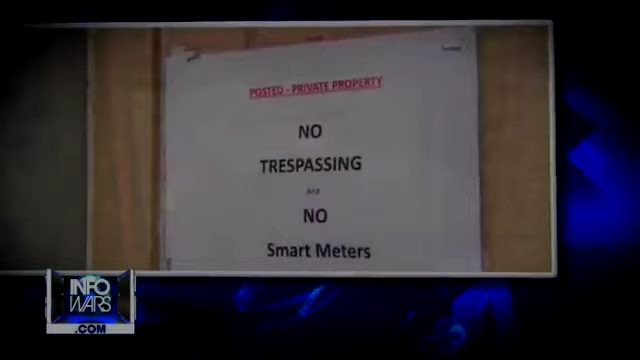 POSTED - PRIVATE PROPERTY
NO
TRESPASSING
And
NO
Smart Meters
INFO
WARS
.COM